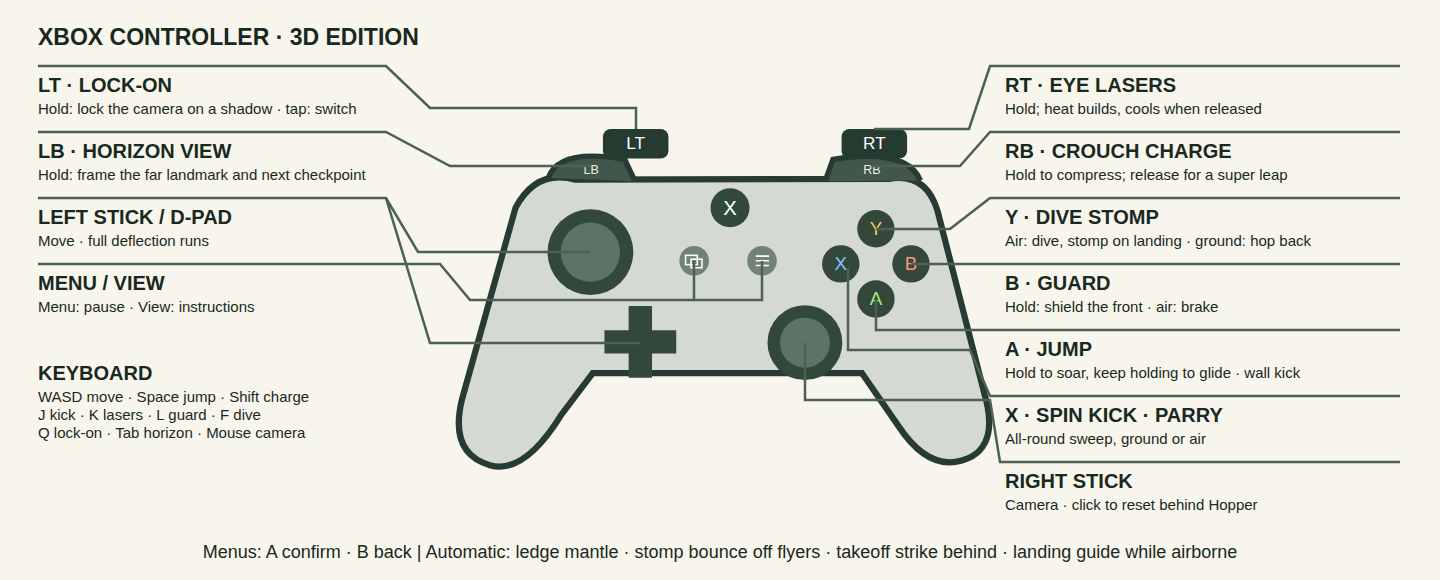 XBOX CONTROLLER · 3D EDITION
LT · LOCK-ON
Hold: lock the camera on a shadow · tap: switch
LB · HORIZON VIEW
Hold: frame the far landmark and next checkpoint
LEFT STICK / D-PAD
Move · full deflection runs
MENU / VIEW
Menu: pause · View: instructions
KEYBOARD
WASD move · Space jump · Shift charge
J kick · K lasers · L guard · F dive
Q lock-on · Tab horizon · Mouse camera
LT
RT
LB
RB
X
Y
X
B
A
RT · EYE LASERS
Hold; heat builds, cools when released
RB · CROUCH CHARGE
Hold to compress; release for a super leap
Y · DIVE STOMP
Air: dive, stomp on landing · ground: hop back
B · GUARD
Hold: shield the front · air: brake
A · JUMP
Hold to soar, keep holding to glide · wall kick
X · SPIN KICK · PARRY
All-round sweep, ground or air
RIGHT STICK
Camera · click to reset behind Hopper
Menus: A confirm · B back | Automatic: ledge mantle · stomp bounce off flyers · takeoff strike behind · landing guide while airborne